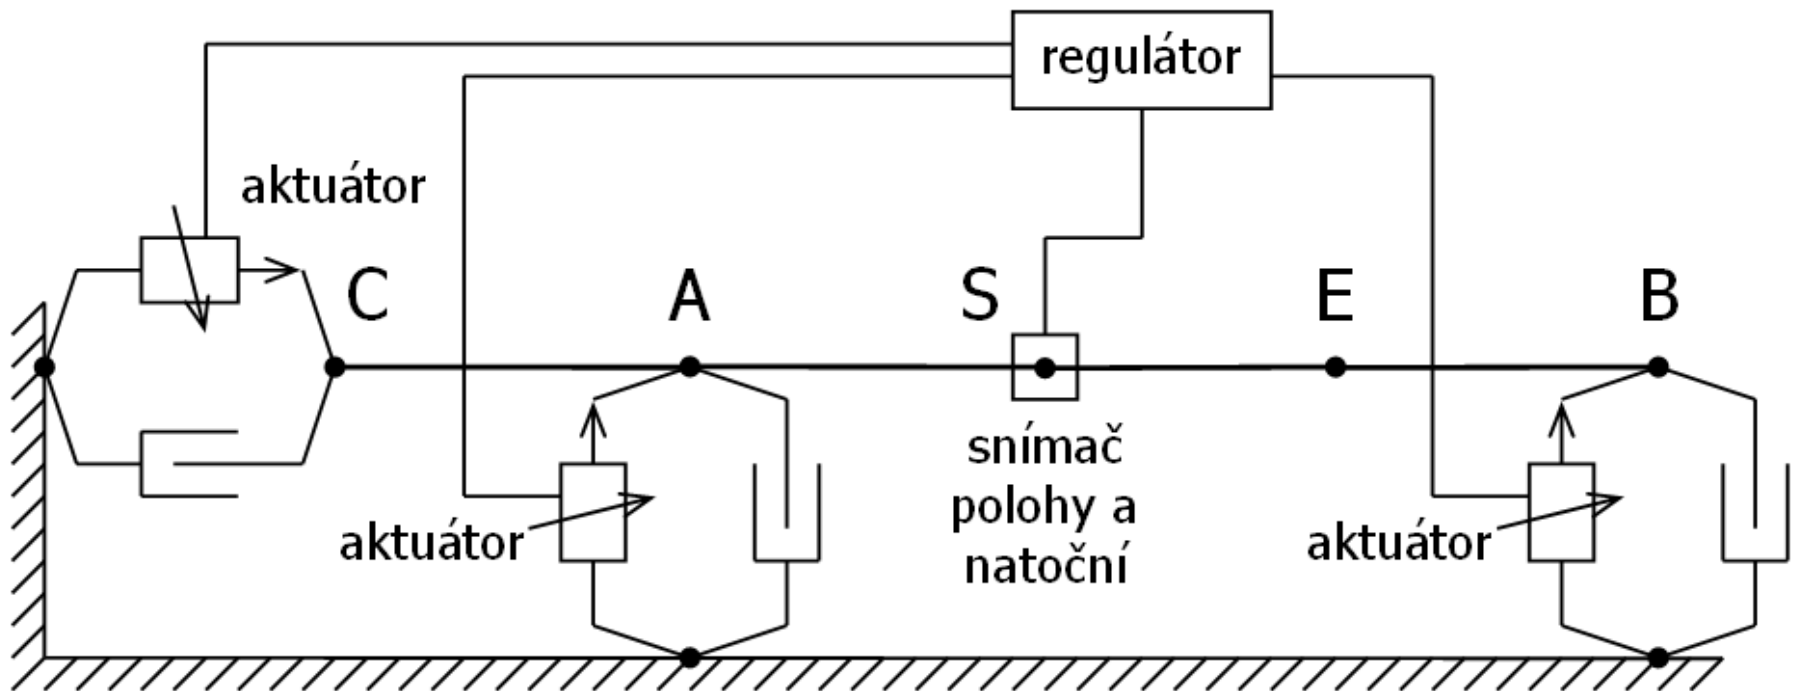 regulátor
aktuátor
C
A
S
E
B
snímač
polohy a
natoční
aktuátor
aktuátor